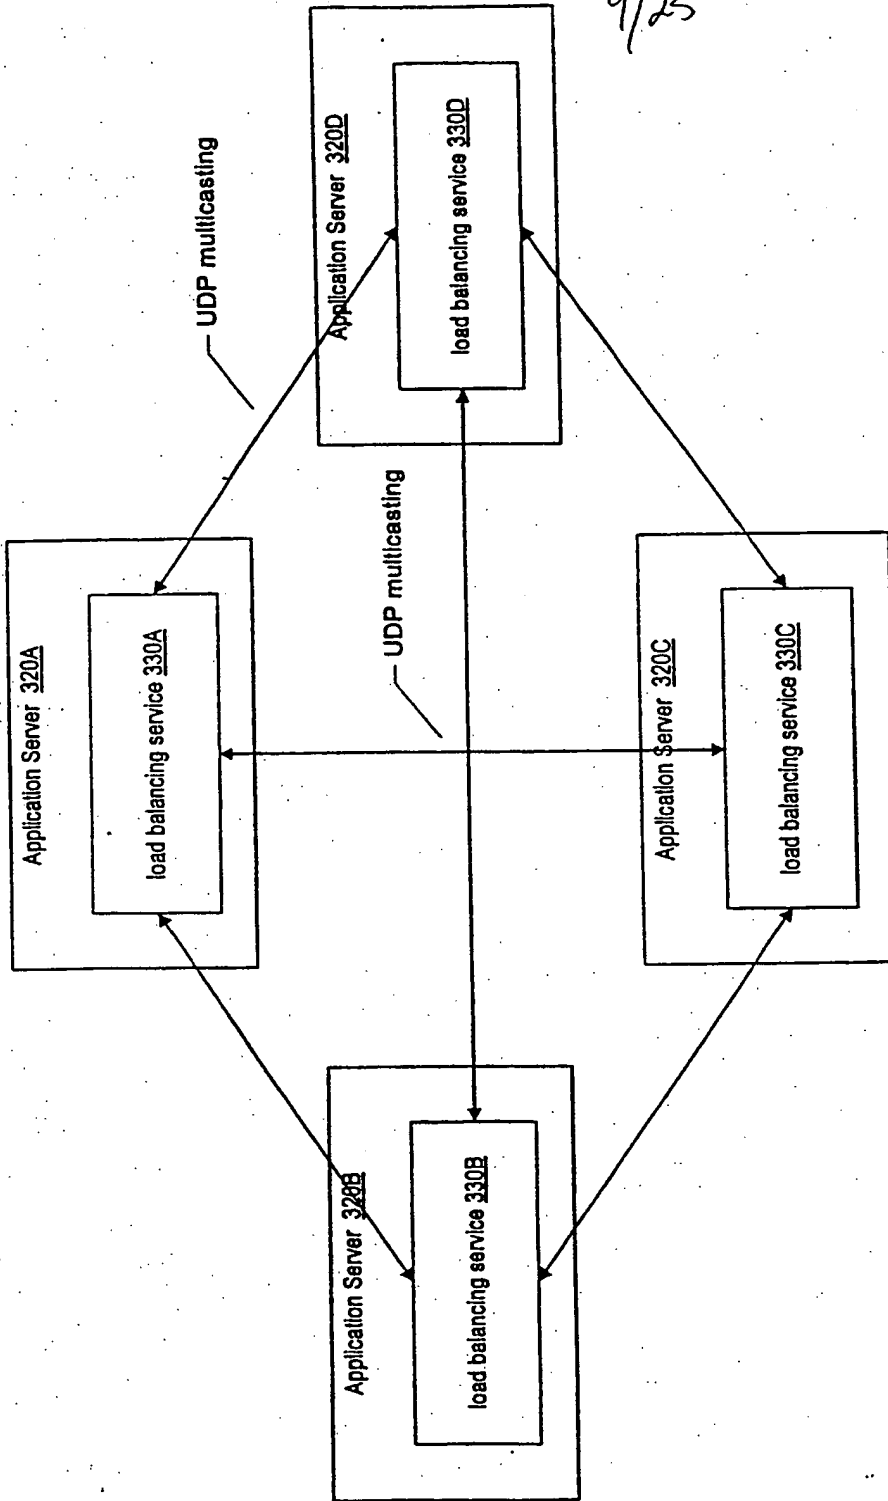 9/25
Application Server 320A
load balancing service 330A
UDP multicasting
Application Server 320B
load balancing service 330B
UDP multicasting
Application Server 320D
load balancing service 330D
Application Server 320C
load balancing service 330C